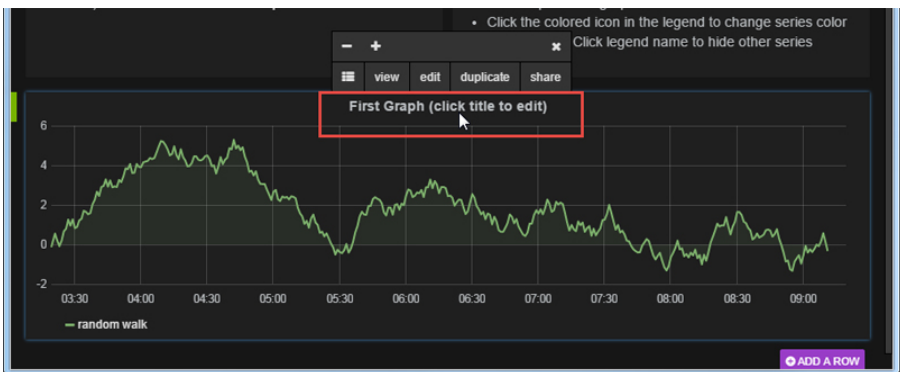 Click the colored icon in the legend to change series color
Click legend name to hide other series
view edit duplicate share
First Graph (click title to edit)
6
4
2
0
-2
03:30 04:00 04:30 05:00 05:30 06:00 06:30 07:00 07:30 08:00 08:30 09:00
random walk
ADD A ROW